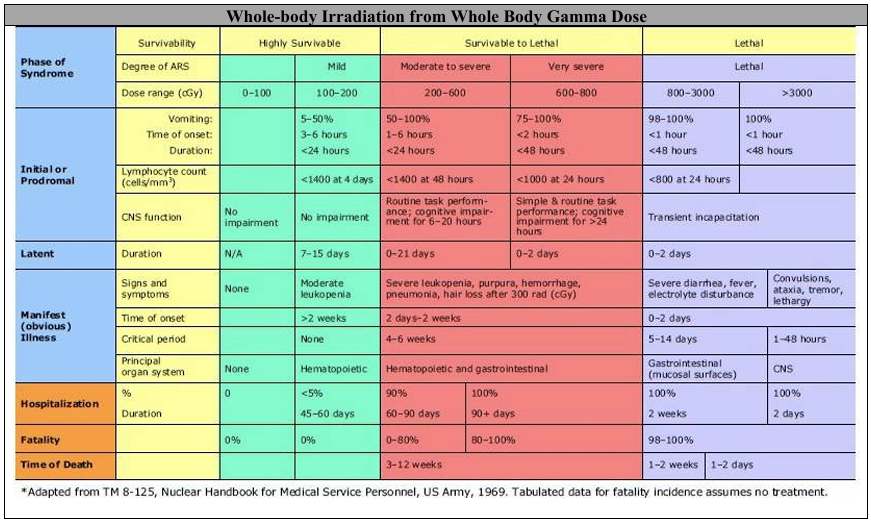 Whole-body Irradiation from Whole Body Gamma Dose
Phase of Syndrome
Survivability Highly Survivable Survivable to Lethal Lethal
Degree of ARS Mild Moderate to severe Very severe Lethal
Dose range (cGy) 0–100 100–200 200–600 600–800 800–3000 >3000
Initial or Prodromal
Vomiting: 5–50% 50–100% 75–100% 98–100% 100%
Time of onset: 3–6 hours 1–6 hours <2 hours <1 hour <1 hour
Duration: <24 hours <24 hours <48 hours <48 hours <48 hours
Lymphocyte count (cells/mm³) <1400 at 4 days <1400 at 48 hours <1000 at 24 hours <800 at 24 hours
CNS function No impairment No impairment Routine task perform-ance; cognitive impair-ment for 6–20 hours Simple & routine task performance; cognitive impairment for >24 hours Transient incapacitation
Latent Duration N/A 7–15 days 0–21 days 0–2 days 0–2 days
Manifest (obvious) Illness
Signs and symptoms None Moderate leukopenia Severe leukopenia, purpura, hemorrhage, pneumonia, hair loss after 300 rad (cGy) Severe diarrhea, fever, electrolyte disturbance Convulsions, ataxia, tremor, lethargy
Time of onset >2 weeks 2 days–2 weeks 0–2 days
Critical period None 4–6 weeks 5–14 days 1–48 hours
Principal organ system None Hematopoietic Hematopoietic and gastrointestinal Gastrointestinal (mucosal surfaces) CNS
Hospitalization
% 0 <5% 90% 100% 100% 100%
Duration 45–60 days 60–90 days 90+ days 2 weeks 2 days
Fatality 0% 0% 0–80% 80–100% 98–100%
Time of Death 3–12 weeks 1–2 weeks 1–2 days
*Adapted from TM 8-125, Nuclear Handbook for Medical Service Personnel, US Army, 1969. Tabulated data for fatality incidence assumes no treatment.